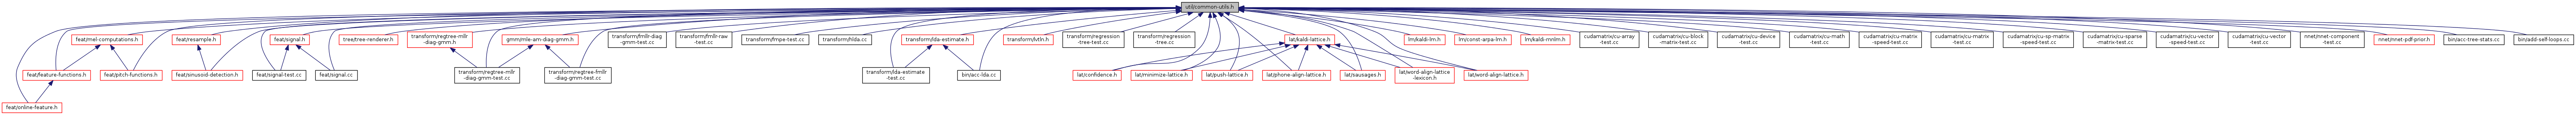 util/common-utils.h
feat/mel-computations.h
feat/resample.h
feat/signal.h
tree/tree-renderer.h
transform/regtree-mllr
-diag-gmm.h
gmm/mle-am-diag-gmm.h
transform/fmllr-diag
-gmm-test.cc
transform/fmllr-raw
-test.cc
transform/fmpe-test.cc
transform/hlda.cc
transform/lda-estimate.h
transform/lvtln.h
transform/regression
-tree-test.cc
transform/regression
-tree.cc
lat/kaldi-lattice.h
lm/kaldi-lm.h
lm/const-arpa-lm.h
lm/kaldi-rnnlm.h
cudamatrix/cu-array
-test.cc
cudamatrix/cu-block
-matrix-test.cc
cudamatrix/cu-device
-test.cc
cudamatrix/cu-math
-test.cc
cudamatrix/cu-matrix
-speed-test.cc
cudamatrix/cu-matrix
-test.cc
cudamatrix/cu-sp-matrix
-speed-test.cc
cudamatrix/cu-sparse
-matrix-test.cc
cudamatrix/cu-vector
-speed-test.cc
cudamatrix/cu-vector
-test.cc
nnet/nnet-component
-test.cc
nnet/nnet-pdf-prior.h
bin/acc-tree-stats.cc
bin/add-self-loops.cc
feat/feature-functions.h
feat/pitch-functions.h
feat/sinusoid-detection.h
feat/signal-test.cc
feat/signal.cc
transform/regtree-mllr
-diag-gmm-test.cc
transform/regtree-fmllr
-diag-gmm-test.cc
transform/lda-estimate
-test.cc
bin/acc-lda.cc
lat/confidence.h
lat/minimize-lattice.h
lat/push-lattice.h
lat/phone-align-lattice.h
lat/sausages.h
lat/word-align-lattice
-lexicon.h
lat/word-align-lattice.h
feat/online-feature.h